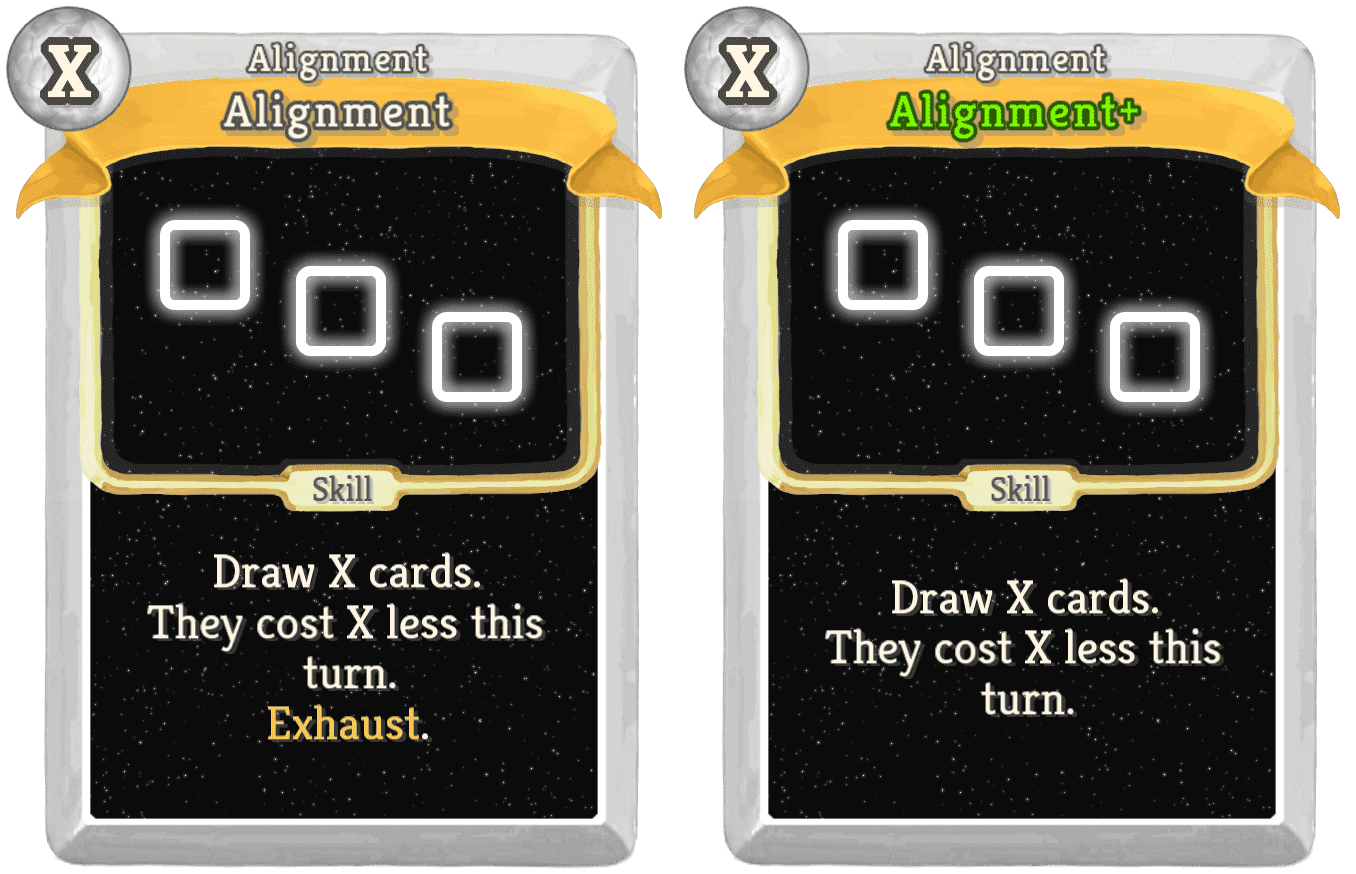 X
Alignment
Alignment
Skill
Draw X cards.
They cost X less this
turn.
Exhaust.
X
Alignment
Alignment+
Skill
Draw X cards.
They cost X less this
turn.